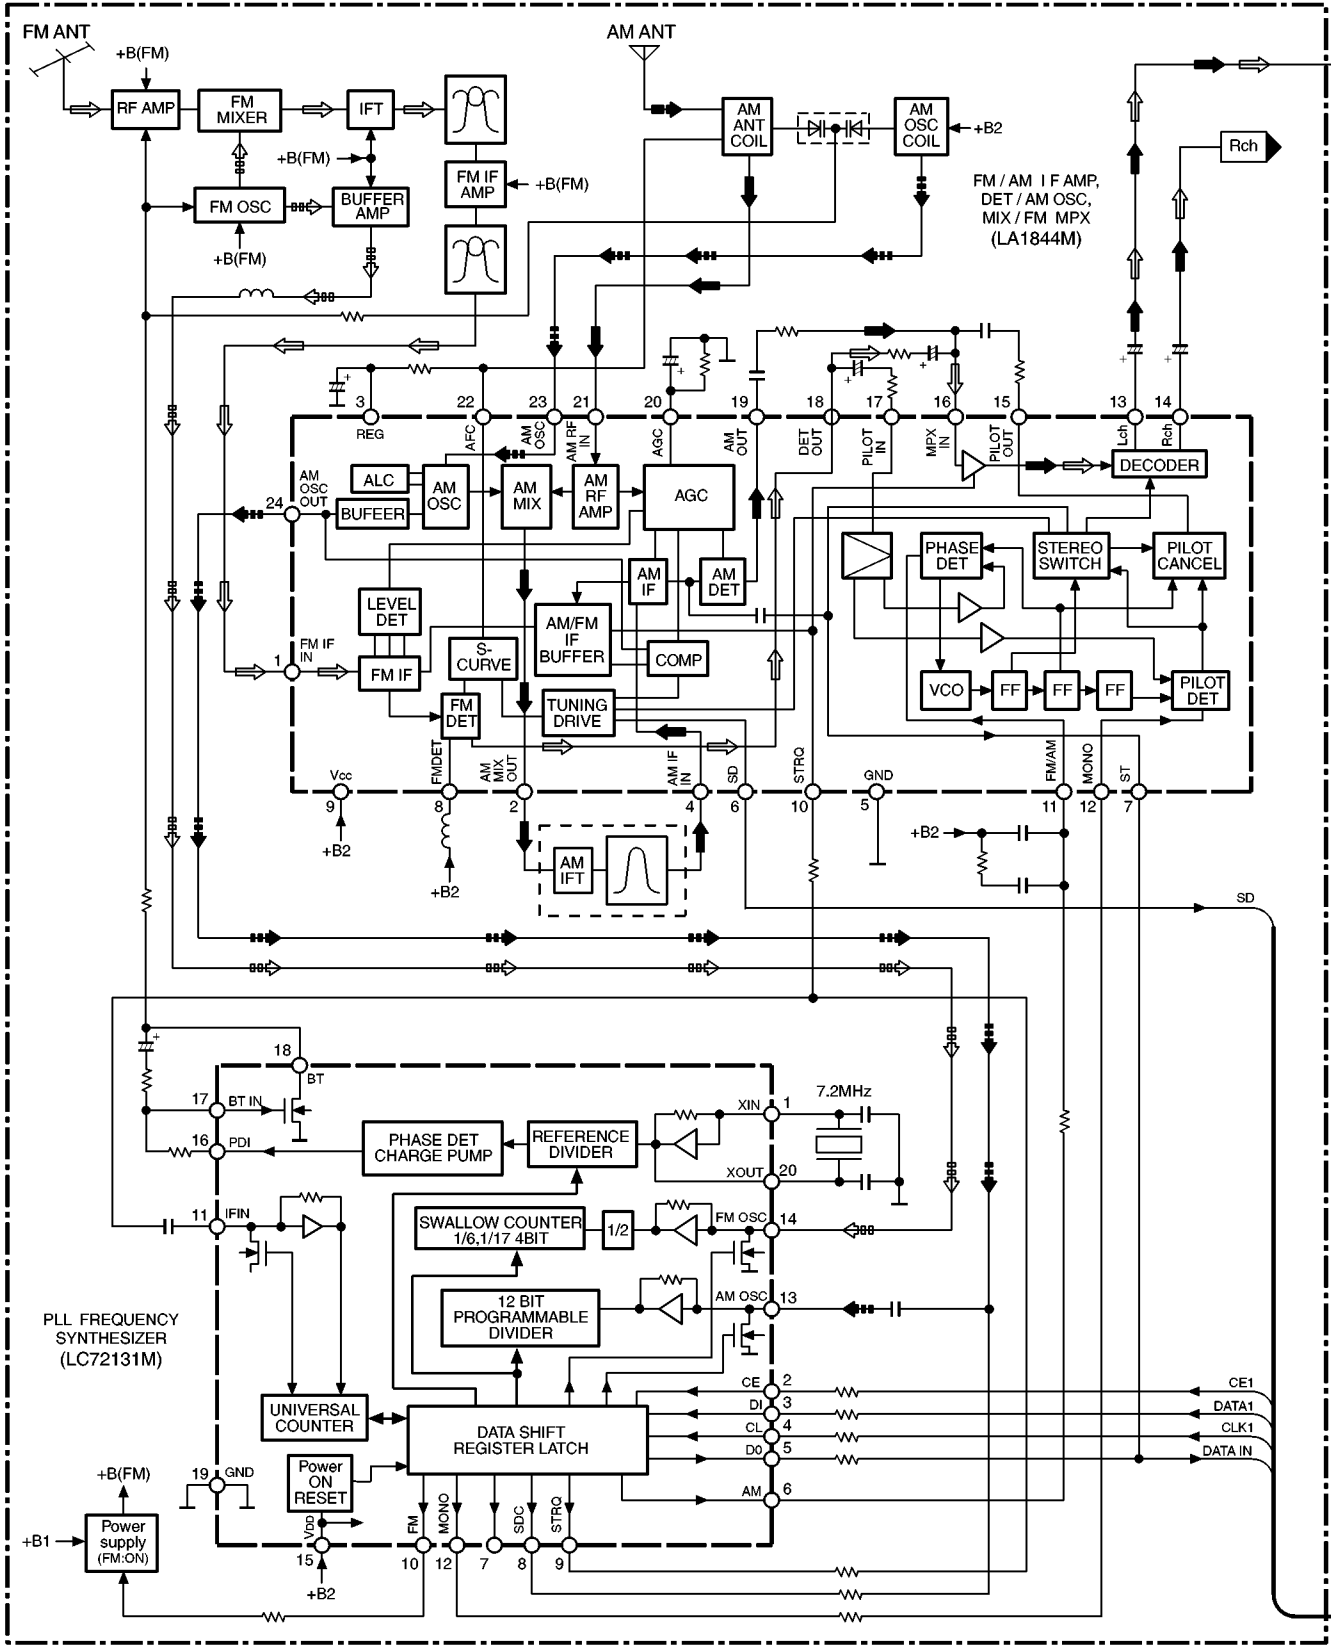 FM ANT
+B(FM)
RF AMP
FM
MIXER
IFT
+B(FM)
FM OSC
BUFFER
AMP
+B(FM)
FM IF
AMP
+B(FM)
AM ANT
AM
ANT
COIL
AM
OSC
COIL
+B2
Rch
FM / AM I F AMP,
DET / AM OSC,
MIX / FM MPX
(LA1844M)
+
+
+
+
+
+
3
22
23
21
20
19
18
17
16
15
13
14
REG
AFC
AM
OSC
AM RF
IN
AGC
AM
OUT
DET
OUT
PILOT
IN
MPX
IN
PILOT
OUT
Lch
Rch
AM
OSC
OUT
24
ALC
BUFEER
AM
OSC
AM
MIX
AM
RF
AMP
AGC
DECODER
PHASE
DET
STEREO
SWITCH
PILOT
CANCEL
AM
IF
AM
DET
LEVEL
DET
AM/FM
IF
BUFFER
S-
CURVE
COMP
FM IF
IN
1
FM IF
FM
DET
TUNING
DRIVE
VCO
FF
FF
FF
PILOT
DET
Vcc
FMDET
AM
MIX
OUT
AM IF
IN
SD
STRQ
GND
FM/AM
MONO
ST
9
8
2
4
6
10
5
11
12
7
+B2
+B2
AM
IFT
+B2
SD
+
18
BT
17
BT IN
16
PDI
PHASE DET
CHARGE PUMP
REFERENCE
DIVIDER
XIN
1
7.2MHz
XOUT
20
11
IFIN
SWALLOW COUNTER
1/6,1/17 4BIT
1/2
FM OSC
14
12 BIT
PROGRAMMABLE
DIVIDER
AM OSC
13
PLL FREQUENCY
SYNTHESIZER
(LC72131M)
UNIVERSAL
COUNTER
DATA SHIFT
REGISTER LATCH
CE
2
CE1
DI
3
DATA1
CL
4
CLK1
D0
5
DATA IN
AM
6
19
GND
Power
ON
RESET
VDD
FM
MONO
SDC
STRQ
15
10
12
7
8
9
+B2
+B(FM)
+B1
Power
supply
(FM:ON)